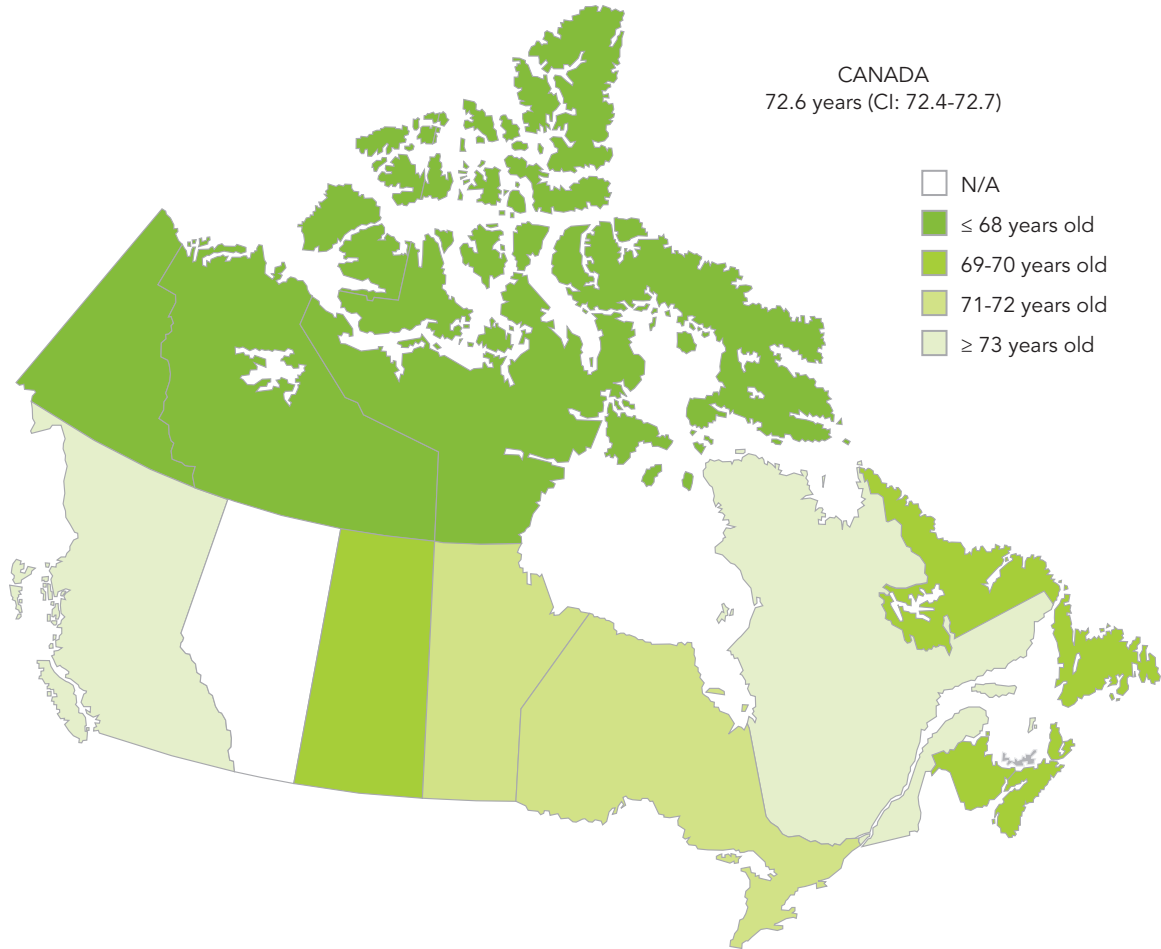 CANADA
72.6 years (CI: 72.4-72.7)
N/A
≤ 68 years old
69-70 years old
71-72 years old
≥ 73 years old